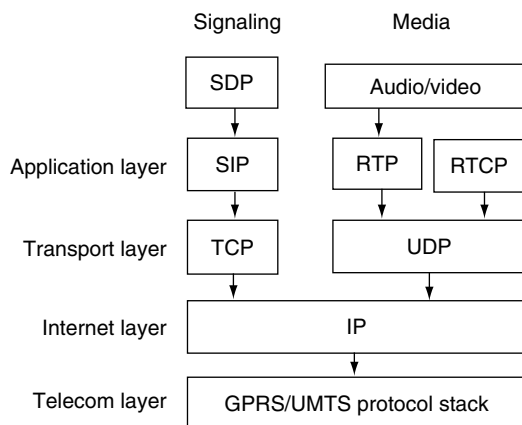 Signaling Media
SDP Audio/video
Application layer SIP RTP RTCP
Transport layer TCP UDP
Internet layer IP
Telecom layer GPRS/UMTS protocol stack